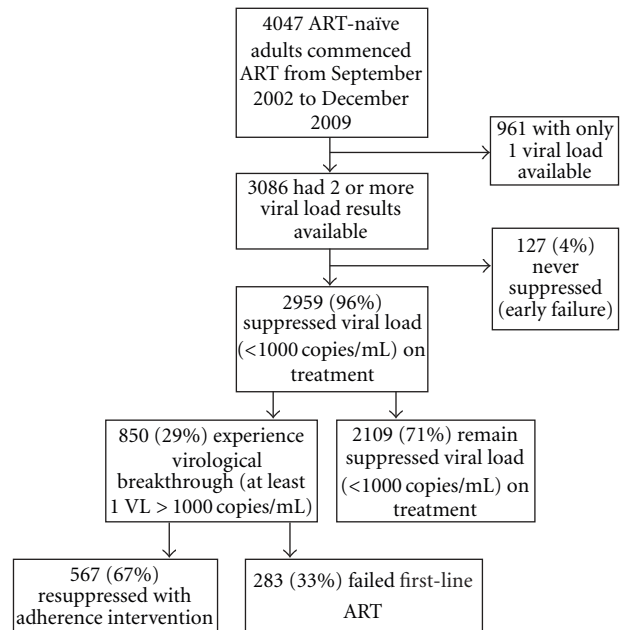 4047 ART-naïve
adults commenced
ART from September
2002 to December
2009
961 with only
1 viral load
available
3086 had 2 or more
viral load results
available
127 (4%)
never
suppressed
(early failure)
2959 (96%)
suppressed viral load
(<1000 copies/mL) on
treatment
850 (29%) experience
virological
breakthrough (at least
1 VL > 1000 copies/mL)
2109 (71%) remain
suppressed viral load
(<1000 copies/mL) on
treatment
567 (67%)
resuppressed with
adherence intervention
283 (33%) failed first-line
ART